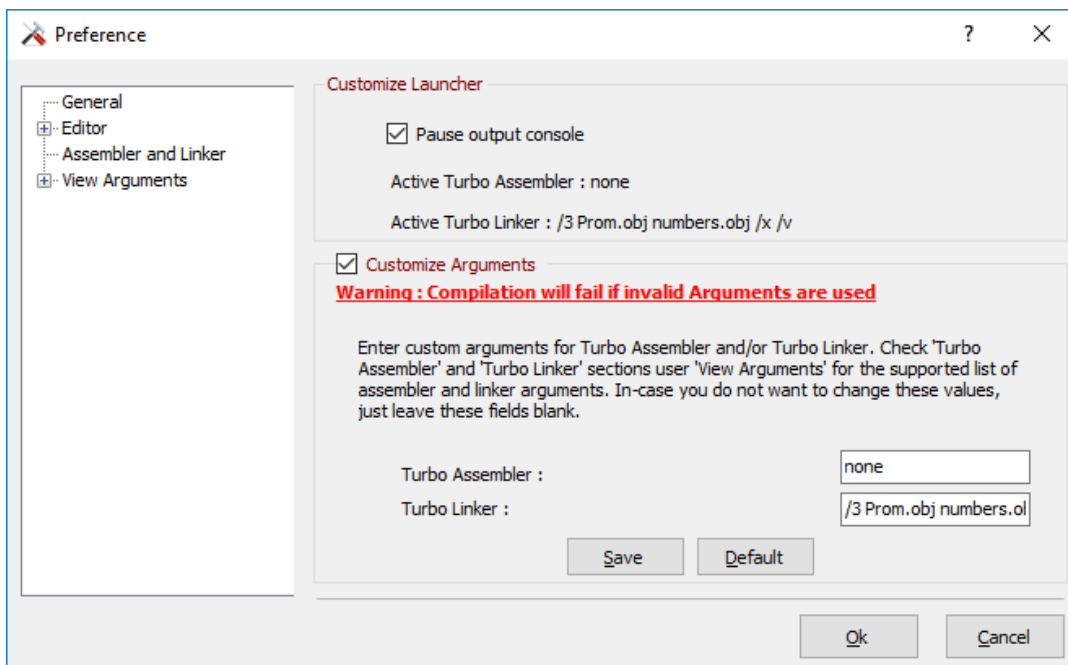 Preference
?
General
Editor
Assembler and Linker
View Arguments
Customize Launcher
Pause output console
Active Turbo Assembler : none
Active Turbo Linker : /3 Prom.obj numbers.obj /x /v
Customize Arguments
Warning : Compilation will fail if invalid Arguments are used
Enter custom arguments for Turbo Assembler and/or Turbo Linker. Check 'Turbo
Assembler' and 'Turbo Linker' sections user 'View Arguments' for the supported list of
assembler and linker arguments. In-case you do not want to change these values,
just leave these fields blank.
Turbo Assembler : none
Turbo Linker : /3 Prom.obj numbers.ol
Save Default
Ok Cancel